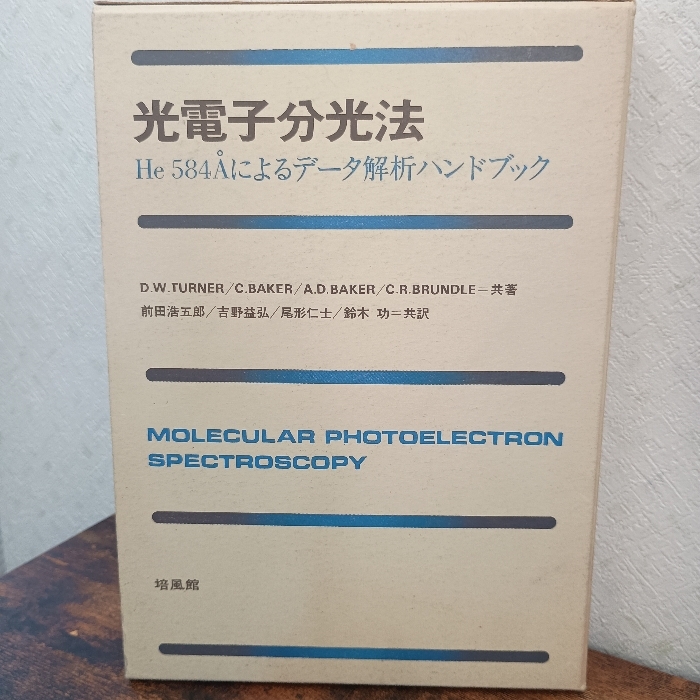 光電子分光法
He 584Åによるデータ解析ハンドブック
D.W.TURNER/C.BAKER/A.D.BAKER/C.R.BRUNDLE=共著
前田浩五郎/吉野益弘/尾形仁士/鈴木 功=共訳
MOLECULAR PHOTOELECTRON
SPECTROSCOPY
培風館